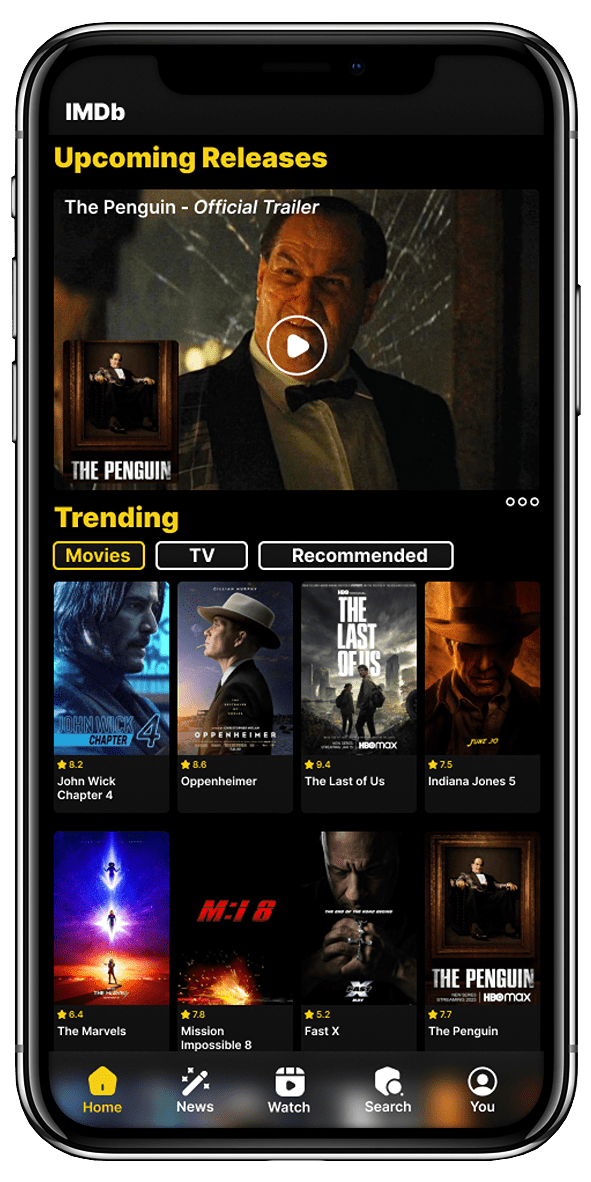 IMDb
Upcoming Releases
The Penguin - Official Trailer
THE PENGUIN
Trending
Movies
TV
Recommended
JOHN WICK
CHAPTER 4
CILLIAN MURPHY
OPPENHEIMER
HBO
THE
LAST
OF US
HBOmax
JUNE 30
8.2
John Wick
Chapter 4
8.6
Oppenheimer
9.4
The Last of Us
7.5
Indiana Jones 5
THE MARVELS
M:I 8
THE END OF THE ROAD BEGINS
X
THE PENGUIN
NEW SERIES
STREAMING 2023
HBOmax
6.4
The Marvels
7.8
Mission
Impossible 8
5.2
Fast X
7.7
The Penguin
Home
News
Watch
Search
You